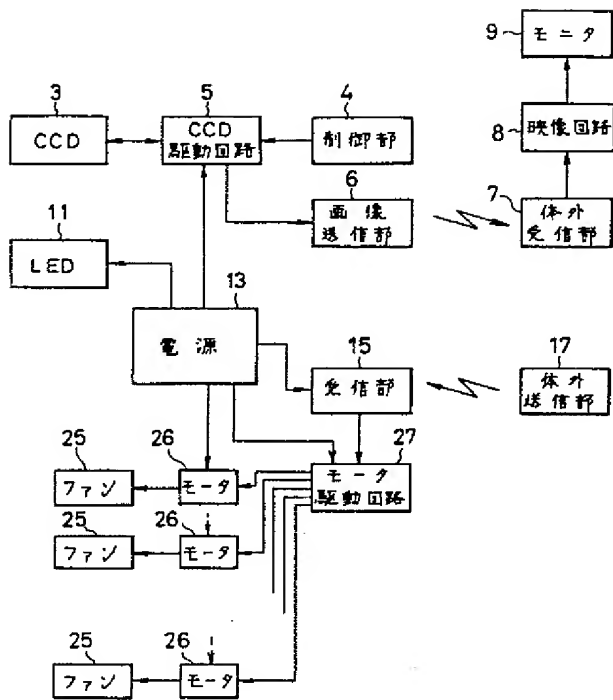 9
モニタ
3
5
4
CCD
CCD
駆動回路
制御部
8
映像回路
6
画像
送信部
7
体外
受信部
11
LED
13
電源
15
受信部
17
体外
送信部
25
26
27
ファン
モータ
モータ
駆動回路
25
26
ファン
モータ
25
26
ファン
モータ